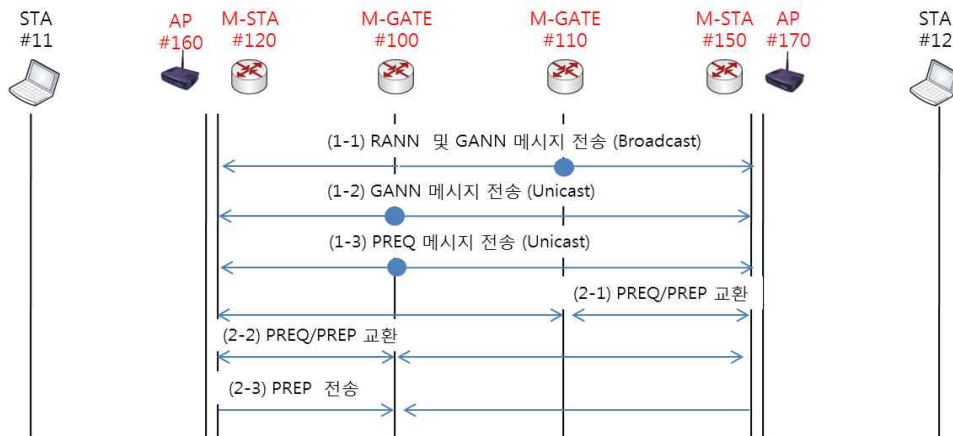 STA
#11
AP
#160
M-STA
#120
M-GATE
#100
M-GATE
#110
M-STA
#150
AP
#170
STA
#12
(1-1) RANN 및 GANN 메시지 전송 (Broadcast)
(1-2) GANN 메시지 전송 (Unicast)
(1-3) PREQ 메시지 전송 (Unicast)
(2-1) PREQ/PREP 교환
(2-2) PREQ/PREP 교환
(2-3) PREP 전송